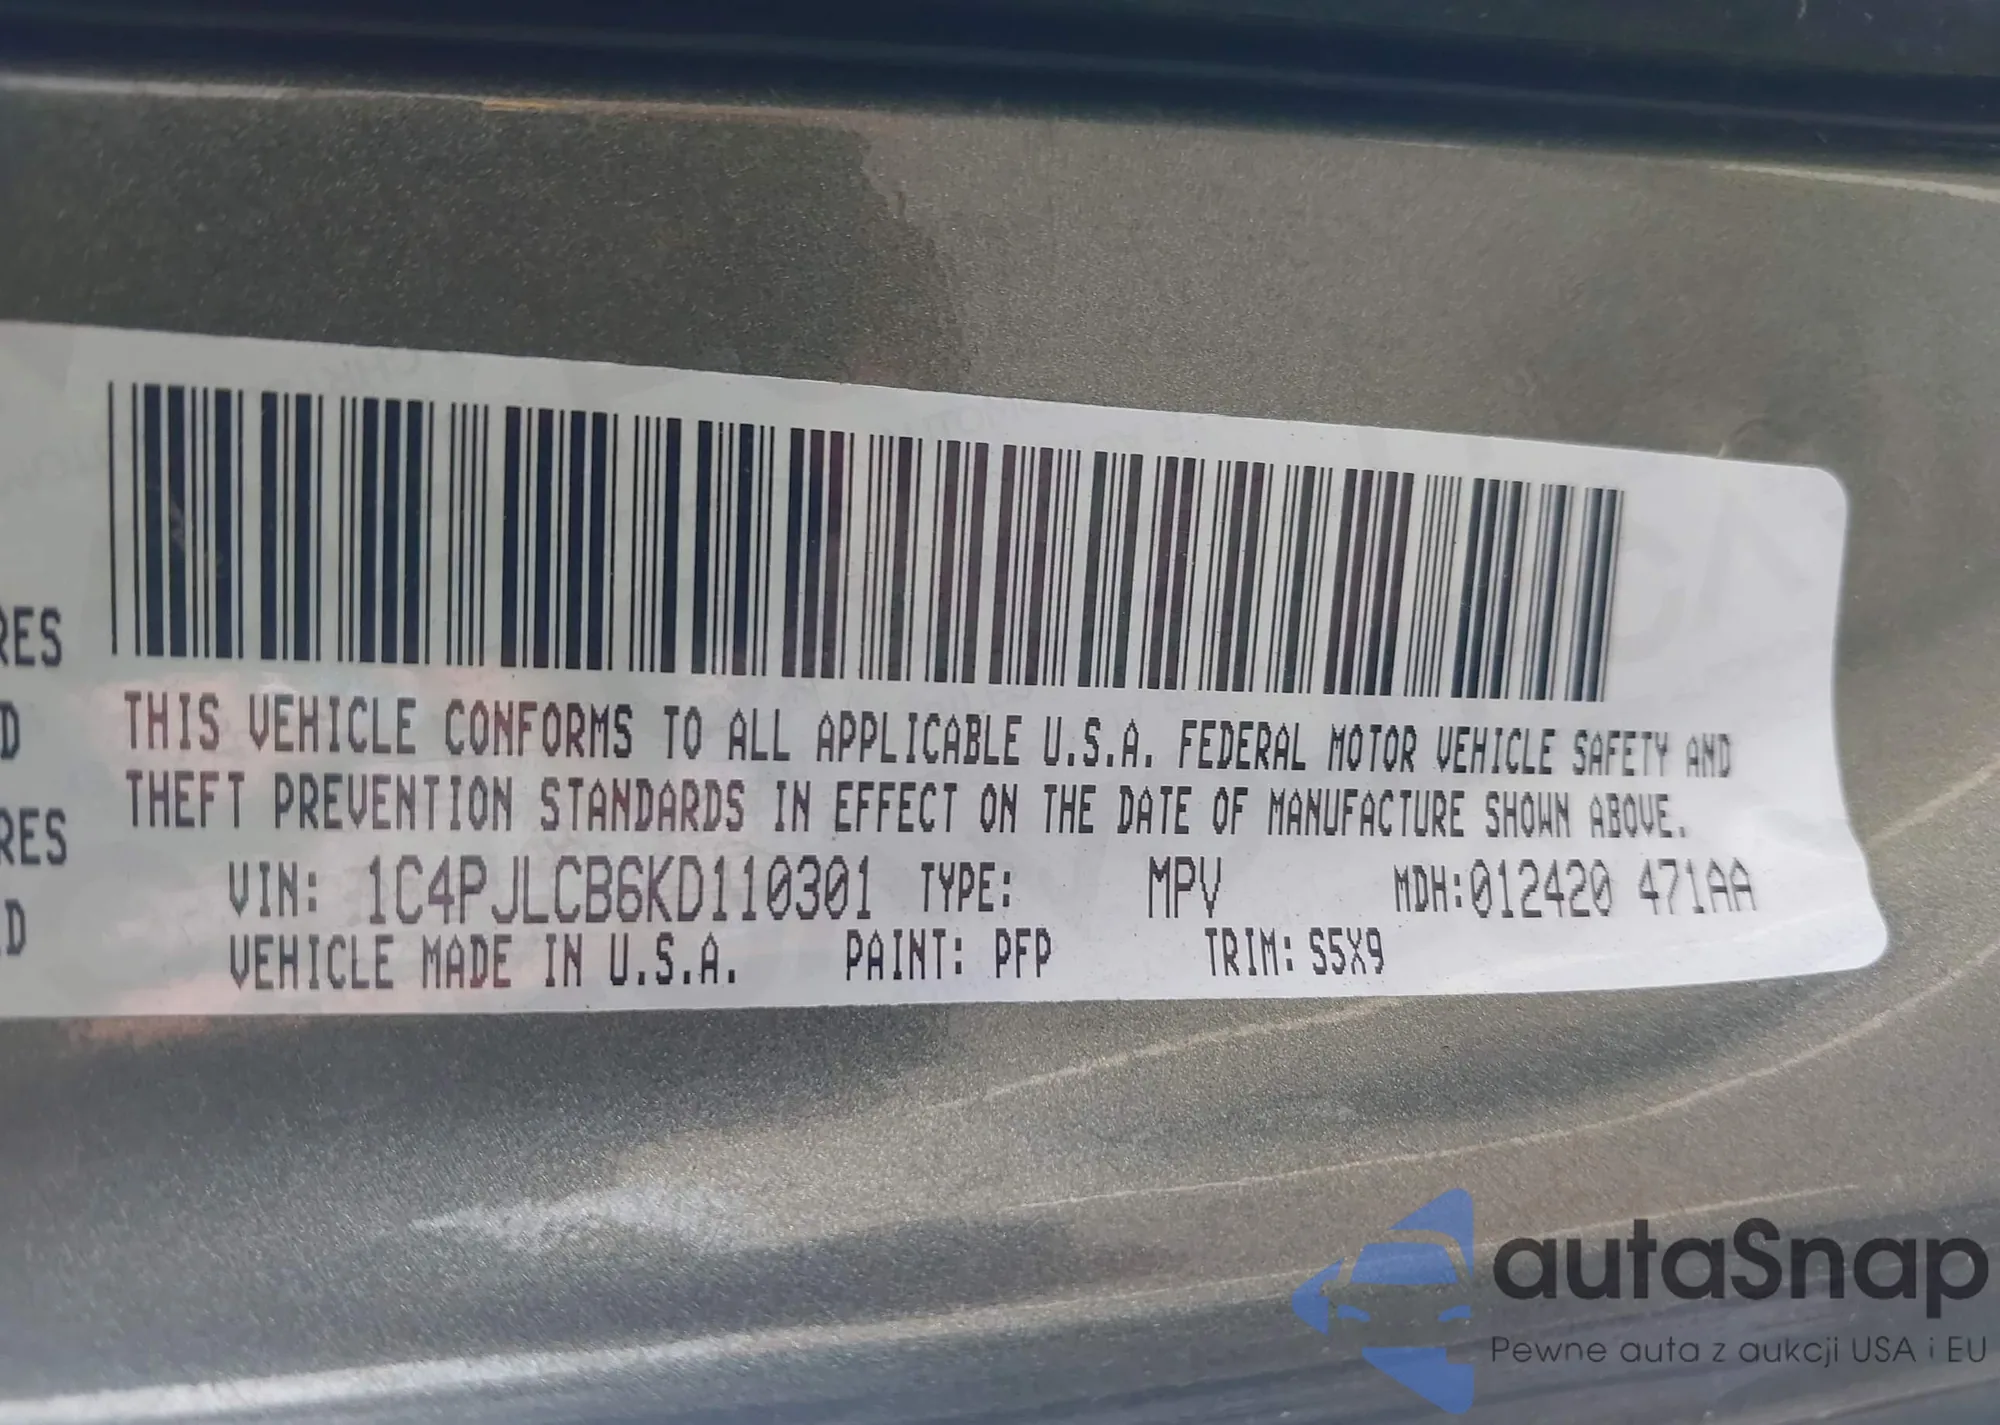 RES
D
RES
D
THIS VEHICLE CONFORMS TO ALL APPLICABLE U.S.A. FEDERAL MOTOR VEHICLE SAFETY AND
THEFT PREVENTION STANDARDS IN EFFECT ON THE DATE OF MANUFACTURE SHOWN ABOVE.
VIN: 1C4PJLCB6KD110301 TYPE: MPV MDH:012420 471AA
VEHICLE MADE IN U.S.A. PAINT: PFP TRIM: S5X9
autaSnap
Pewne auta z aukcji USA i EU